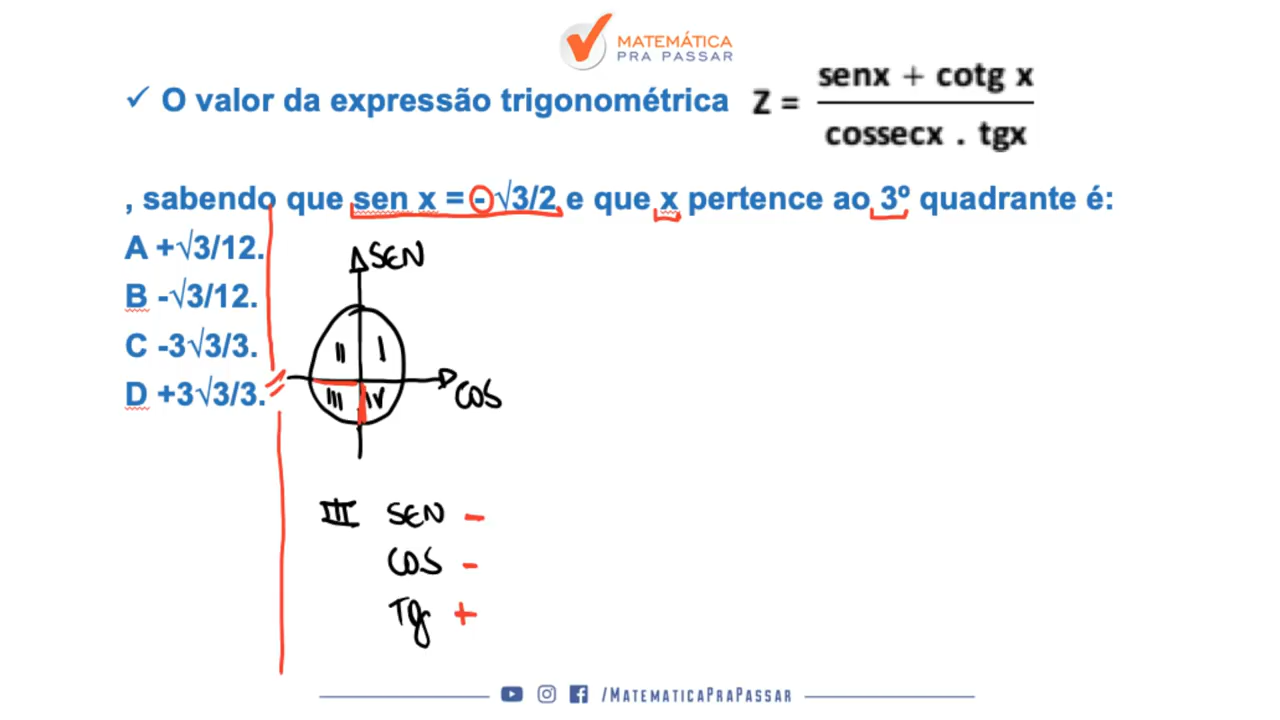 MATEMÁTICA
PRA PASSAR
✓ O valor da expressão trigonométrica Z = senx + cotg x / cossecx . tgx
, sabendo que sen x = -√3/2 e que x pertence ao 3º quadrante é:
A +√3/12.
B -√3/12.
C -3√3/3.
D +3√3/3.
SEN
II I
COS
III IV
III SEN -
COS -
Tg +
/MATEMATICAPRAPASSAR